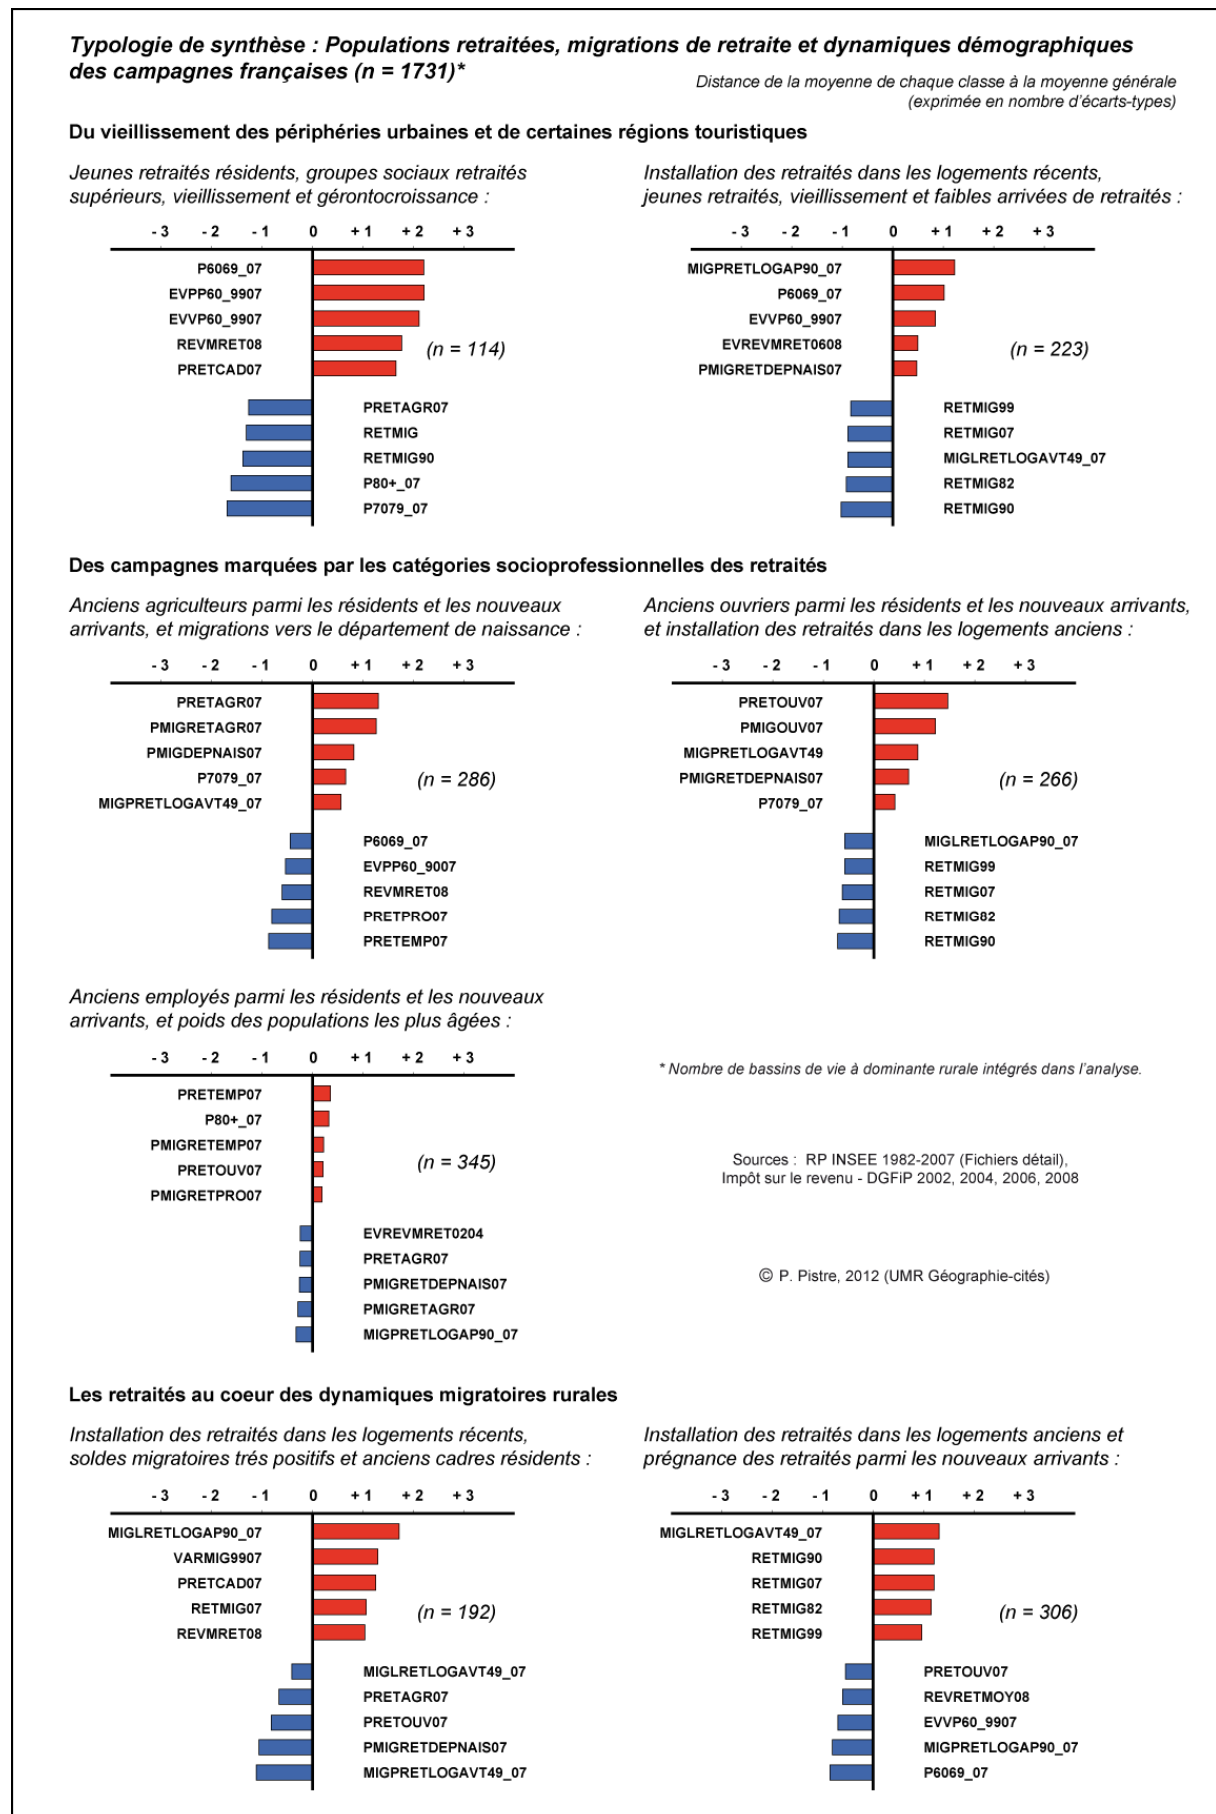 Typologie de synthèse : Populations retraitées, migrations de retraite et dynamiques démographiques
des campagnes françaises (n = 1731)*
Distance de la moyenne de chaque classe à la moyenne générale
(exprimée en nombre d'écarts-types)
Du vieillissement des périphéries urbaines et de certaines régions touristiques
Jeunes retraités résidents, groupes sociaux retraités
supérieurs, vieillissement et gérontocroissance :
- 3 - 2 - 1 0 + 1 + 2 + 3
P6069_07
EVPP60_9907
EVVP60_9907
REVMRET08
PRETCAD07
(n = 114)
PRETAGR07
RETMIG
RETMIG90
P80+_07
P7079_07
Installation des retraités dans les logements récents,
jeunes retraités, vieillissement et faibles arrivées de retraités :
- 3 - 2 - 1 0 + 1 + 2 + 3
MIGPRETLOGAP90_07
P6069_07
EVVP60_9907
EVREVMRET0608
PMIGRETDEPNAIS07
(n = 223)
RETMIG99
RETMIG07
MIGLRETLOGAVT49_07
RETMIG82
RETMIG90
Des campagnes marquées par les catégories socioprofessionnelles des retraités
Anciens agriculteurs parmi les résidents et les nouveaux
arrivants, et migrations vers le département de naissance :
- 3 - 2 - 1 0 + 1 + 2 + 3
PRETAGR07
PMIGRETAGR07
PMIGDEPNAIS07
P7079_07
MIGPRETLOGAVT49_07
(n = 286)
P6069_07
EVPP60_9007
REVMRET08
PRETPRO07
PRETEMP07
Anciens ouvriers parmi les résidents et les nouveaux arrivants,
et installation des retraités dans les logements anciens :
- 3 - 2 - 1 0 + 1 + 2 + 3
PRETOUV07
PMIGOUV07
MIGPRETLOGAVT49
PMIGRETDEPNAIS07
P7079_07
(n = 266)
MIGLRETLOGAP90_07
RETMIG99
RETMIG07
RETMIG82
RETMIG90
Anciens employés parmi les résidents et les nouveaux
arrivants, et poids des populations les plus âgées :
- 3 - 2 - 1 0 + 1 + 2 + 3
PRETEMP07
P80+_07
PMIGRETEMP07
PRETOUV07
PMIGRETPRO07
(n = 345)
EVREVMRET0204
PRETAGR07
PMIGRETDEPNAIS07
PMIGRETAGR07
MIGPRETLOGAP90_07
* Nombre de bassins de vie à dominante rurale intégrés dans l'analyse.
Sources : RP INSEE 1982-2007 (Fichiers détail),
Impôt sur le revenu - DGFiP 2002, 2004, 2006, 2008
© P. Pistre, 2012 (UMR Géographie-cités)
Les retraités au coeur des dynamiques migratoires rurales
Installation des retraités dans les logements récents,
soldes migratoires trés positifs et anciens cadres résidents :
- 3 - 2 - 1 0 + 1 + 2 + 3
MIGLRETLOGAP90_07
VARMIG9907
PRETCAD07
RETMIG07
REVMRET08
(n = 192)
MIGLRETLOGAVT49_07
PRETAGR07
PRETOUV07
PMIGRETDEPNAIS07
MIGPRETLOGAVT49_07
Installation des retraités dans les logements anciens et
prégnance des retraités parmi les nouveaux arrivants :
- 3 - 2 - 1 0 + 1 + 2 + 3
MIGLRETLOGAVT49_07
RETMIG90
RETMIG07
RETMIG82
RETMIG99
(n = 306)
PRETOUV07
REVRETMOY08
EVVP60_9907
MIGPRETLOGAP90_07
P6069_07